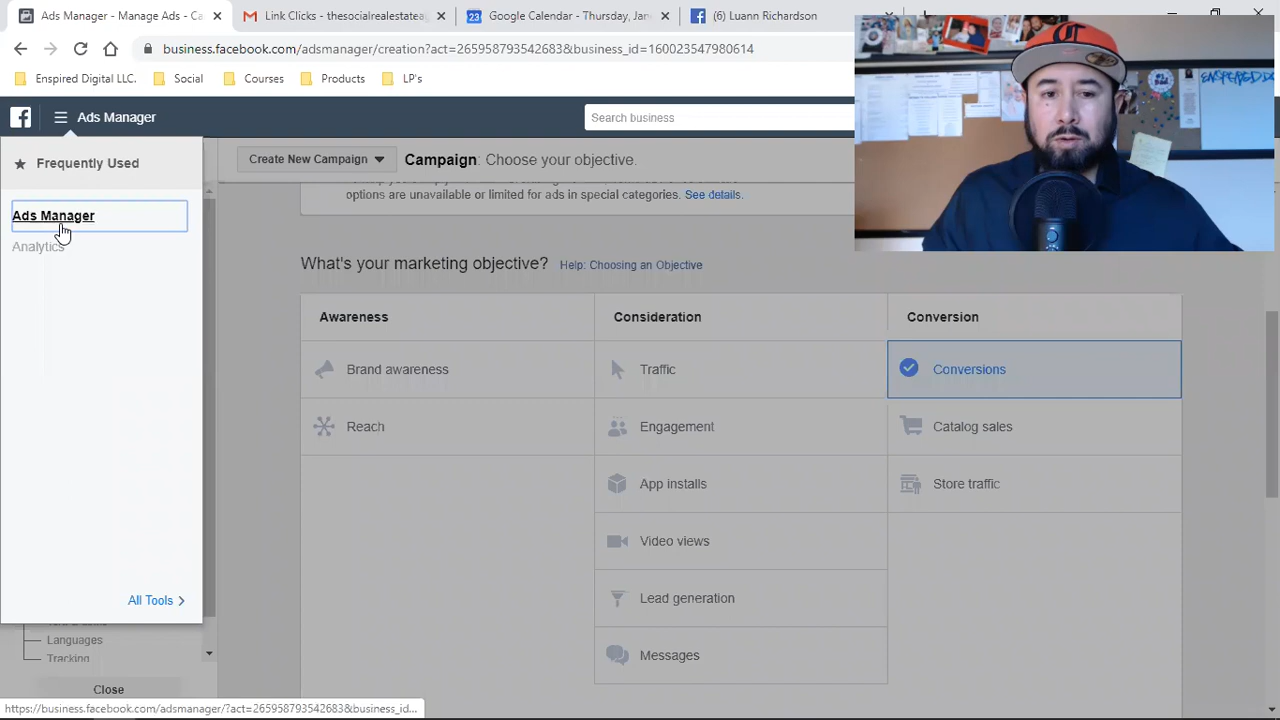 Ads Manager - Manage Ads - Ca
Link Clicks - thesocialrealestatea
Google Calendar - Thursday, Jan
(6) Luann Richardson
business.facebook.com/adsmanager/creation?act=265958793542683&business_id=160023547980614
Enspired Digital LLC.
Social
Courses
Products
LP's
Ads Manager
Search business
Frequently Used
Create New Campaign
Campaign: Choose your objective.
options are unavailable or limited for ads in special categories. See details.
Ads Manager
Analytics
What's your marketing objective? Help: Choosing an Objective
Awareness
Consideration
Conversion
Brand awareness
Traffic
Conversions
Reach
Engagement
Catalog sales
App installs
Store traffic
Video views
Lead generation
Messages
All Tools
Languages
Tracking
Close
https://business.facebook.com/adsmanager/?act=265958793542683&business_id...